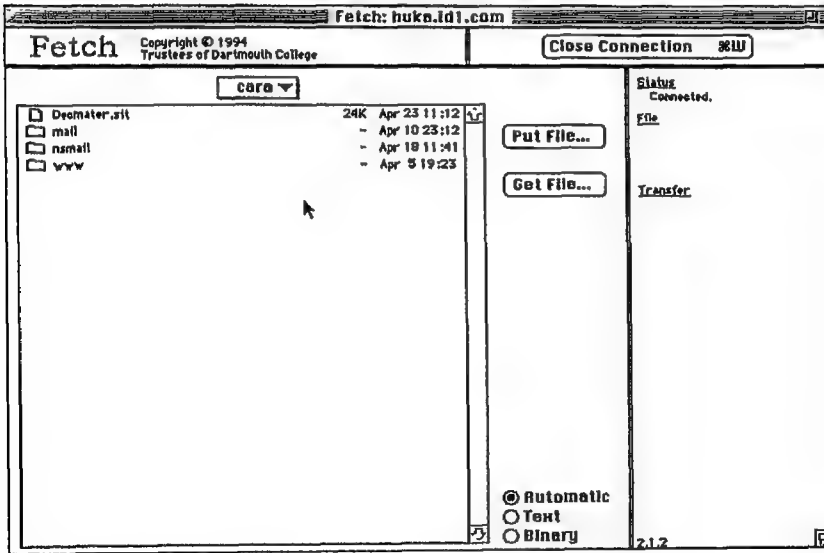 Fetch: huka.id1.com
Fetch
Copyright © 1994
Trustees of Dartmouth College
Close Connection ⌘W
cara
Deomater.sit 24K Apr 23 11:12
mail - Apr 10 23:12
nsmail - Apr 18 11:41
www - Apr 5 19:23
Put File...
Get File...
Automatic
Text
Binary
Status
Connected.
File
Transfer
2.1.2